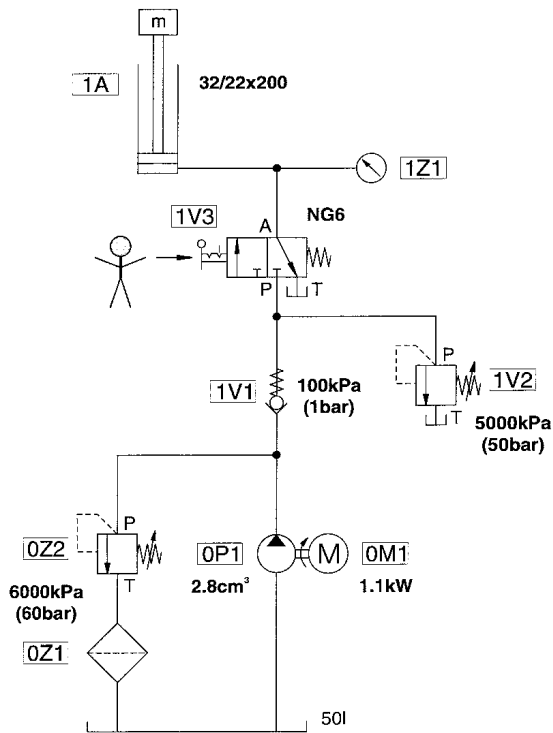 m
1A
32/22x200
1Z1
1V3
A
NG6
P
T
1V1
100kPa
(1bar)
P
1V2
T
5000kPa
(50bar)
0Z2
P
T
6000kPa
(60bar)
0P1
2.8cm³
M
0M1
1.1kW
0Z1
50l